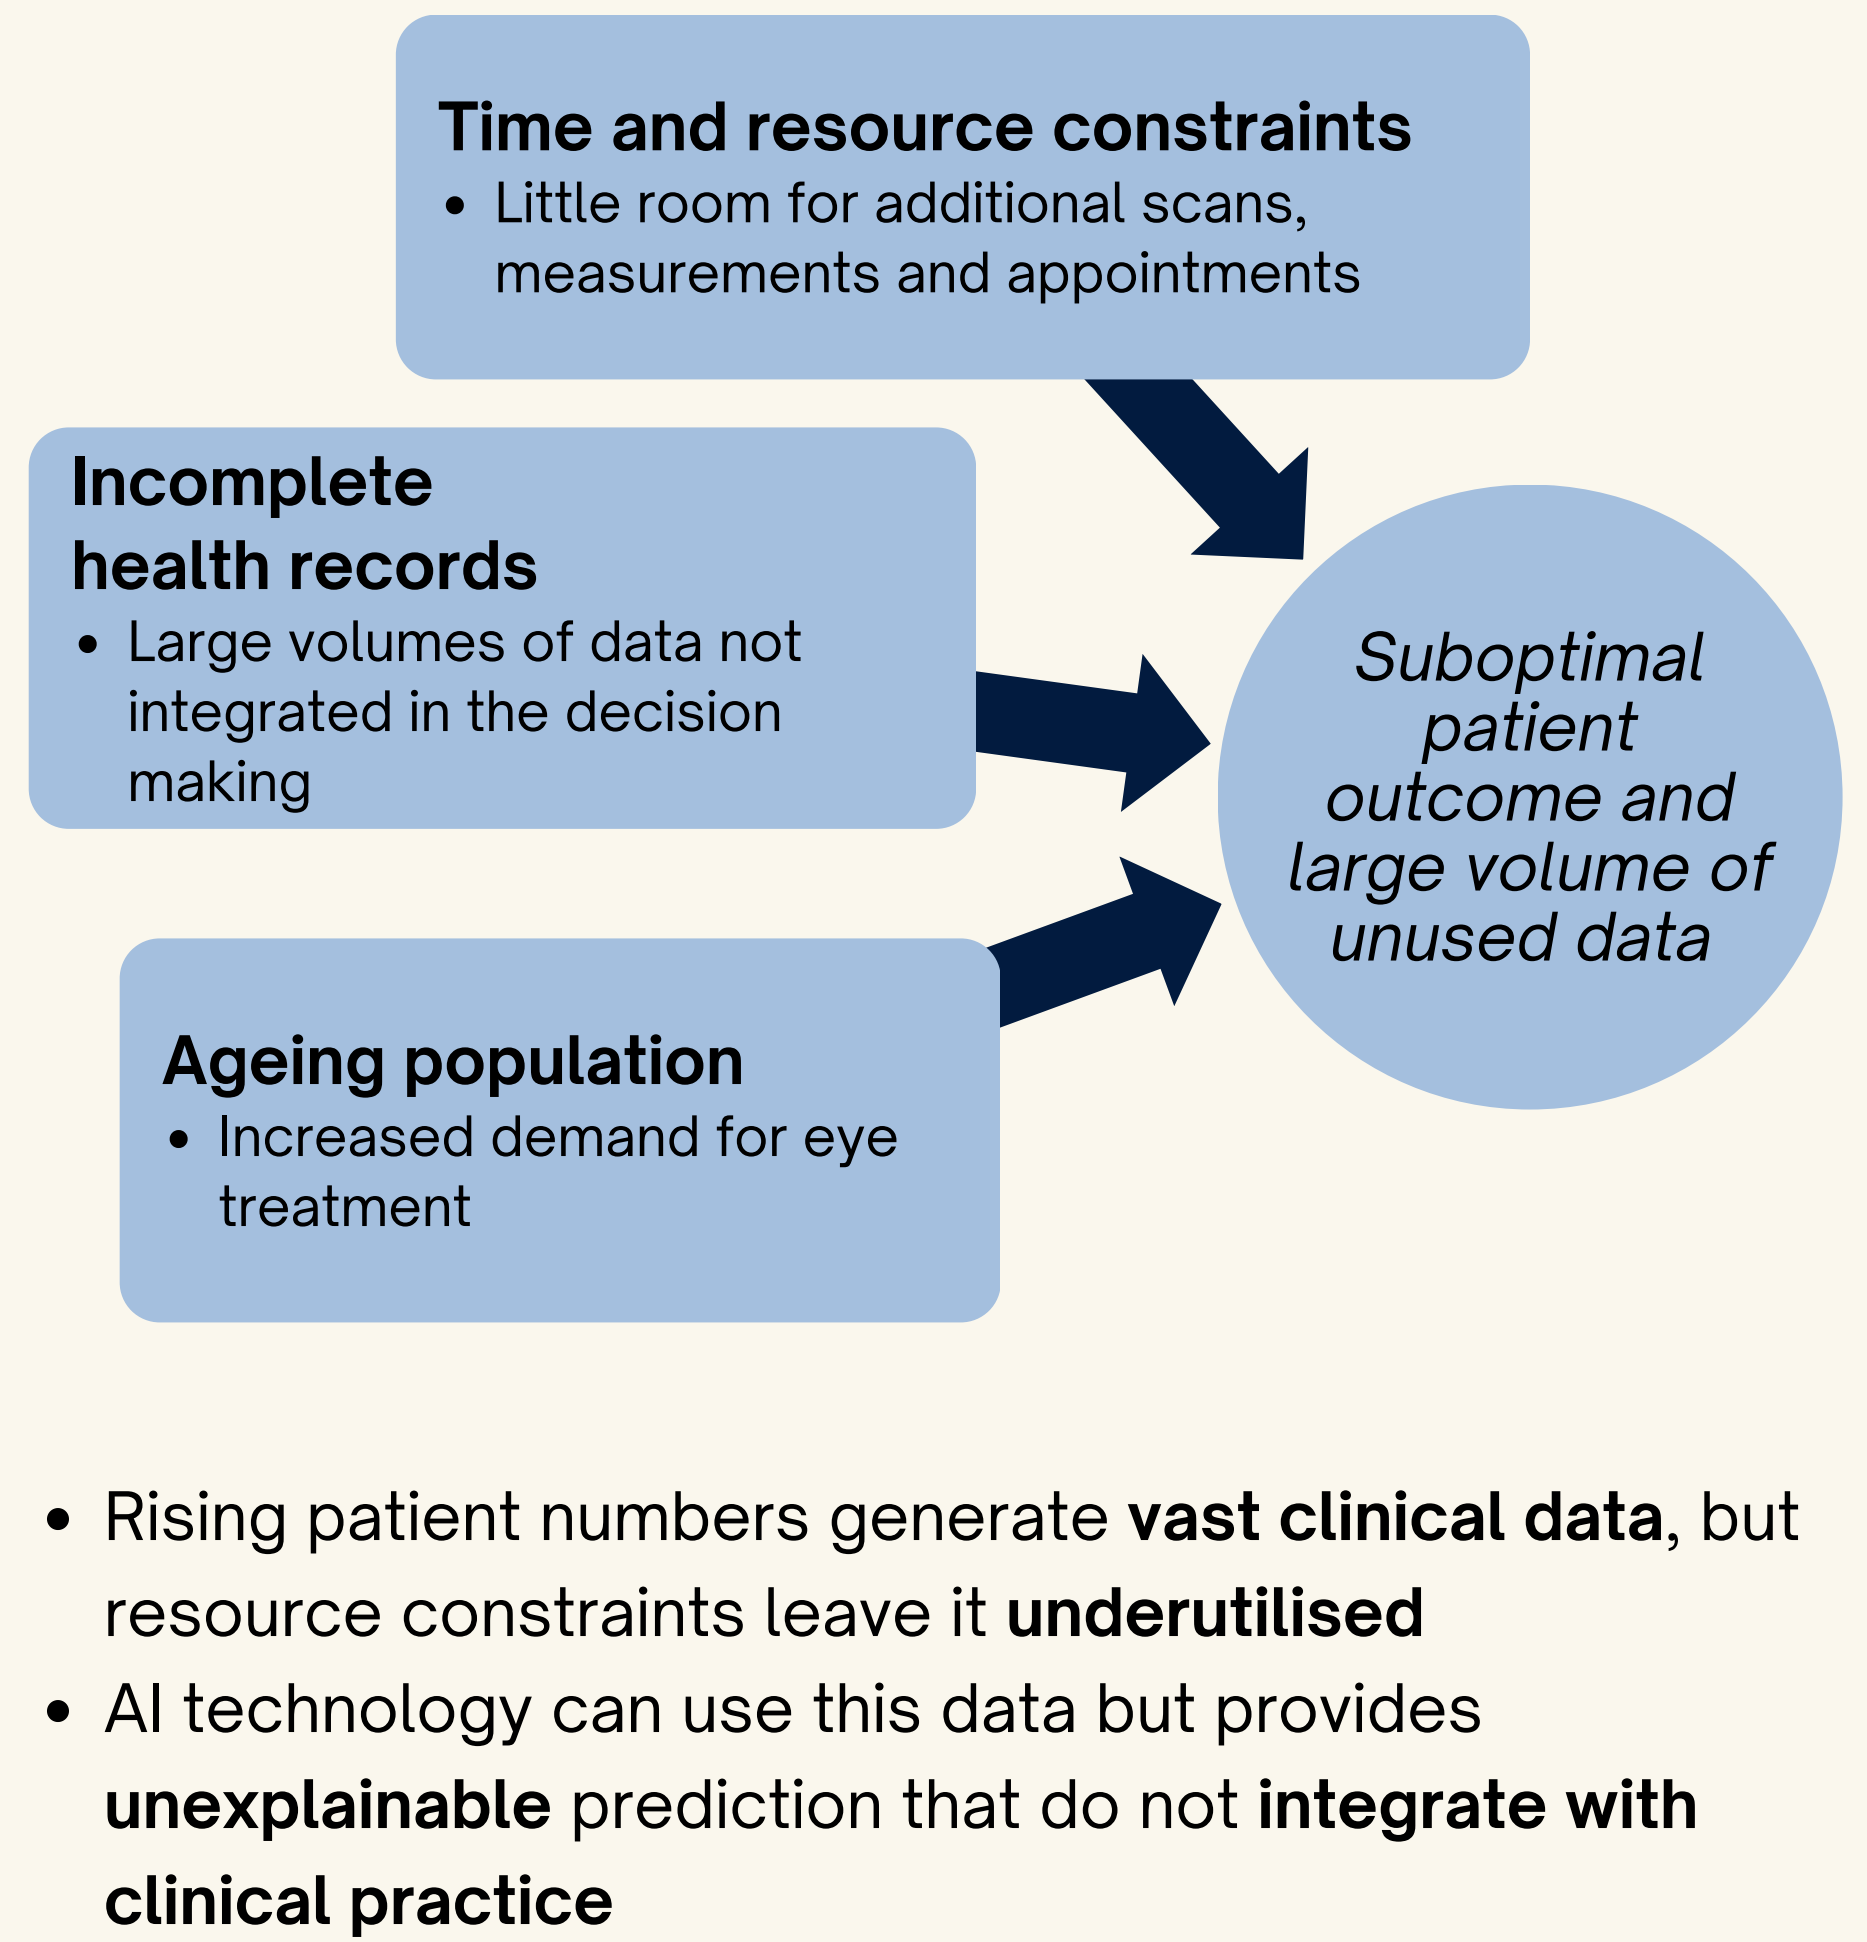 Time and resource constraints
• Little room for additional scans,
measurements and appointments
Incomplete
health records
• Large volumes of data not
integrated in the decision
making
Ageing population
• Increased demand for eye
treatment
Suboptimal
patient
outcome and
large volume of
unused data
• Rising patient numbers generate vast clinical data, but
resource constraints leave it underutilised
• AI technology can use this data but provides
unexplainable prediction that do not integrate with
clinical practice